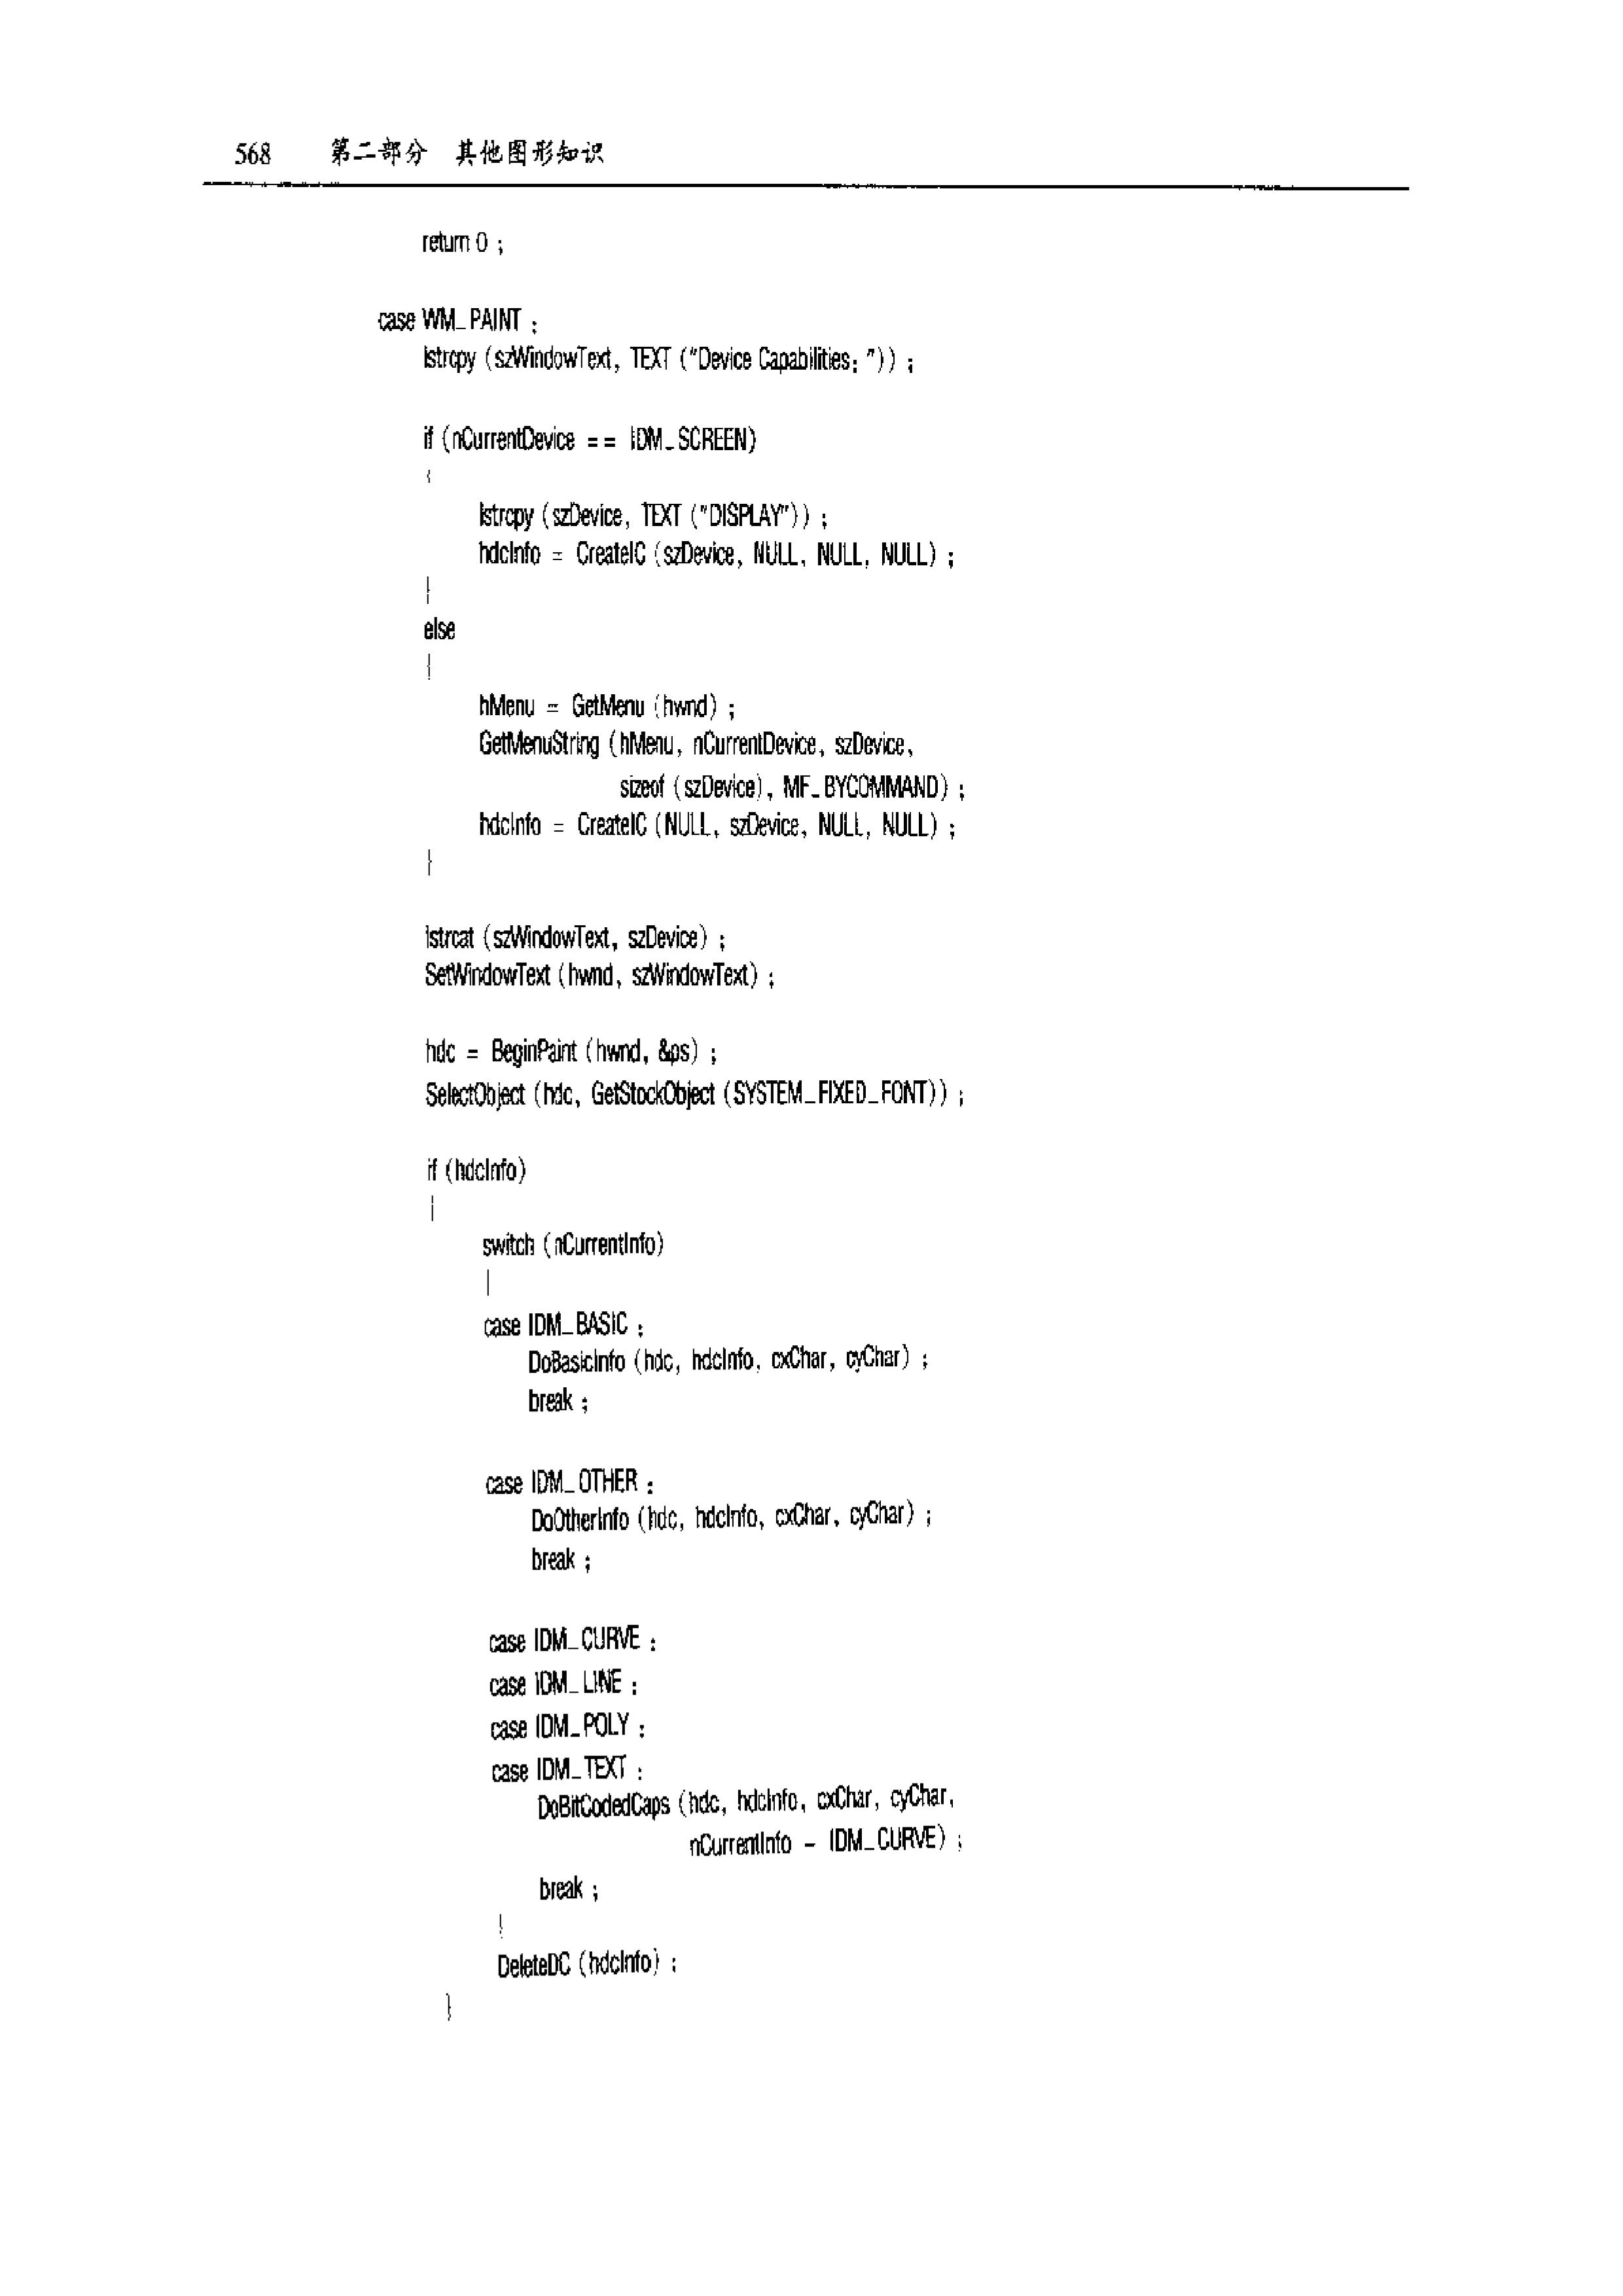 568 第二部分 其他图形知识
return 0 ;
case WM_PAINT :
lstrcpy (szWindowText, TEXT ("Device Capabilities: ")) ;
if (nCurrentDevice == IDM_SCREEN)
{
lstrcpy (szDevice, TEXT ("DISPLAY")) ;
hdcInfo = CreateIC (szDevice, NULL, NULL, NULL) ;
}
else
{
hMenu = GetMenu (hwnd) ;
GetMenuString (hMenu, nCurrentDevice, szDevice,
sizeof (szDevice), MF_BYCOMMAND) ;
hdcInfo = CreateIC (NULL, szDevice, NULL, NULL) ;
}
lstrcat (szWindowText, szDevice) ;
SetWindowText (hwnd, szWindowText) ;
hdc = BeginPaint (hwnd, &ps) ;
SelectObject (hdc, GetStockObject (SYSTEM_FIXED_FONT)) ;
if (hdcInfo)
{
switch (nCurrentInfo)
{
case IDM_BASIC :
DoBasicInfo (hdc, hdcInfo, cxChar, cyChar) ;
break ;
case IDM_OTHER :
DoOtherInfo (hdc, hdcInfo, cxChar, cyChar) ;
break ;
case IDM_CURVE :
case IDM_LINE :
case IDM_POLY :
case IDM_TEXT :
DoBitCodedCaps (hdc, hdcInfo, cxChar, cyChar,
nCurrentInfo - IDM_CURVE) ;
break ;
}
DeleteDC (hdcInfo) ;
}